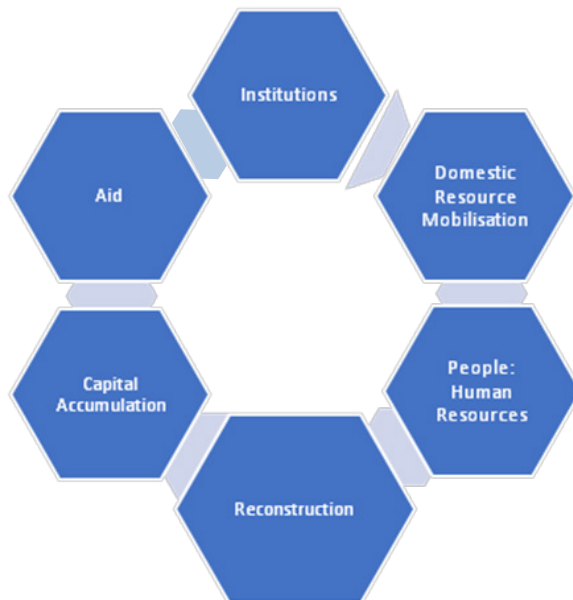 Institutions
Domestic
Resource
Mobilisation
People:
Human
Resources
Reconstruction
Capital
Accumulation
Aid